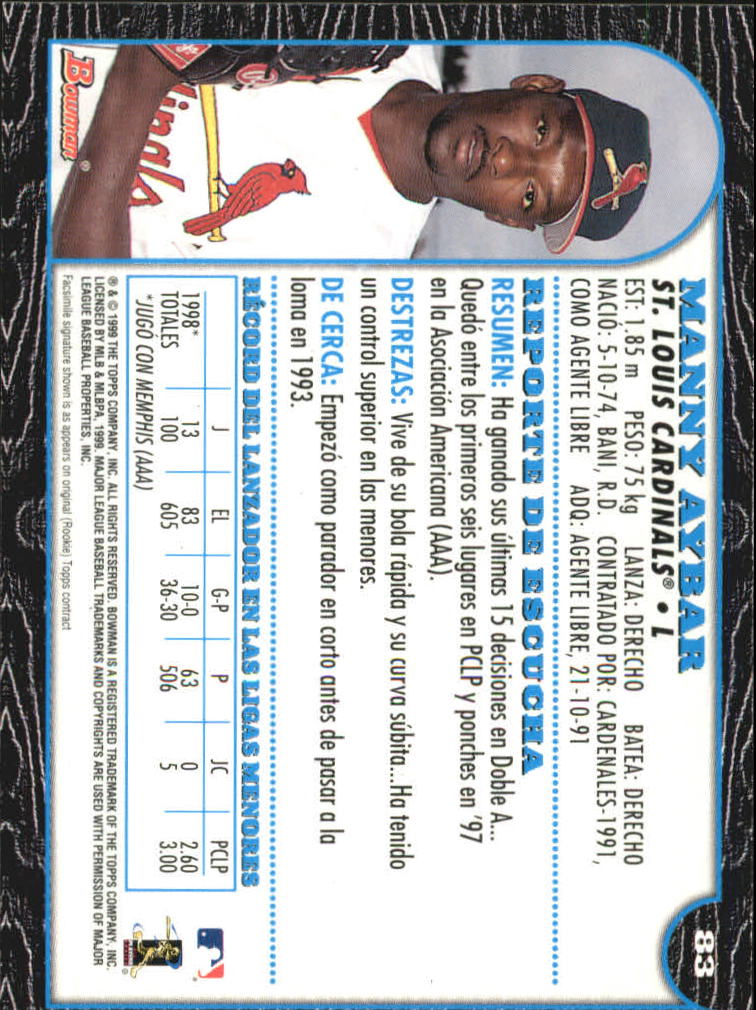 83
MANNY AYBAR
ST. LOUIS CARDINALS® • L
EST: 1,85 m PESO: 75 kg LANZA: DERECHO BATEA: DERECHO
NACIO: 5-10-74, BANI, R.D. CONTRATADO POR: CARDENALES-1991,
COMO AGENTE LIBRE ADQ: AGENTE LIBRE, 21-10-91
REPORTE DE ESCUCHA
RESUMEN: Ha ganado sus últimas 15 decisiones en Doble A...
Quedó entre los primeros seis lugares en PCLP y ponches en '97
en la Asociación Americana (AAA).
DESTREZAS: Vive de su bola rápida y su curva súbita...Ha tenido
un control superior en las menores.
DE CERCA: Empezó como parador en corto antes de pasar a la
loma en 1993.
RÉCORD DEL LANZADOR EN LAS LIGAS MENORES
J EL G-P P JC PCLP
1998* 13 83 10-0 63 0 2.60
TOTALES 100 605 36-30 506 5 3.00
*JUGÓ CON MEMPHIS (AAA)
® & © 1999 THE TOPPS COMPANY, INC. ALL RIGHTS RESERVED. BOWMAN IS A REGISTERED TRADEMARK OF THE TOPPS COMPANY, INC.
LICENSED BY MLB & MLBPA, 1999. MAJOR LEAGUE BASEBALL TRADEMARKS AND COPYRIGHTS ARE USED WITH PERMISSION OF MAJOR
LEAGUE BASEBALL PROPERTIES, INC.
Facsimile signature shown is as appears on original (Rookie) Topps contract
Bowman®